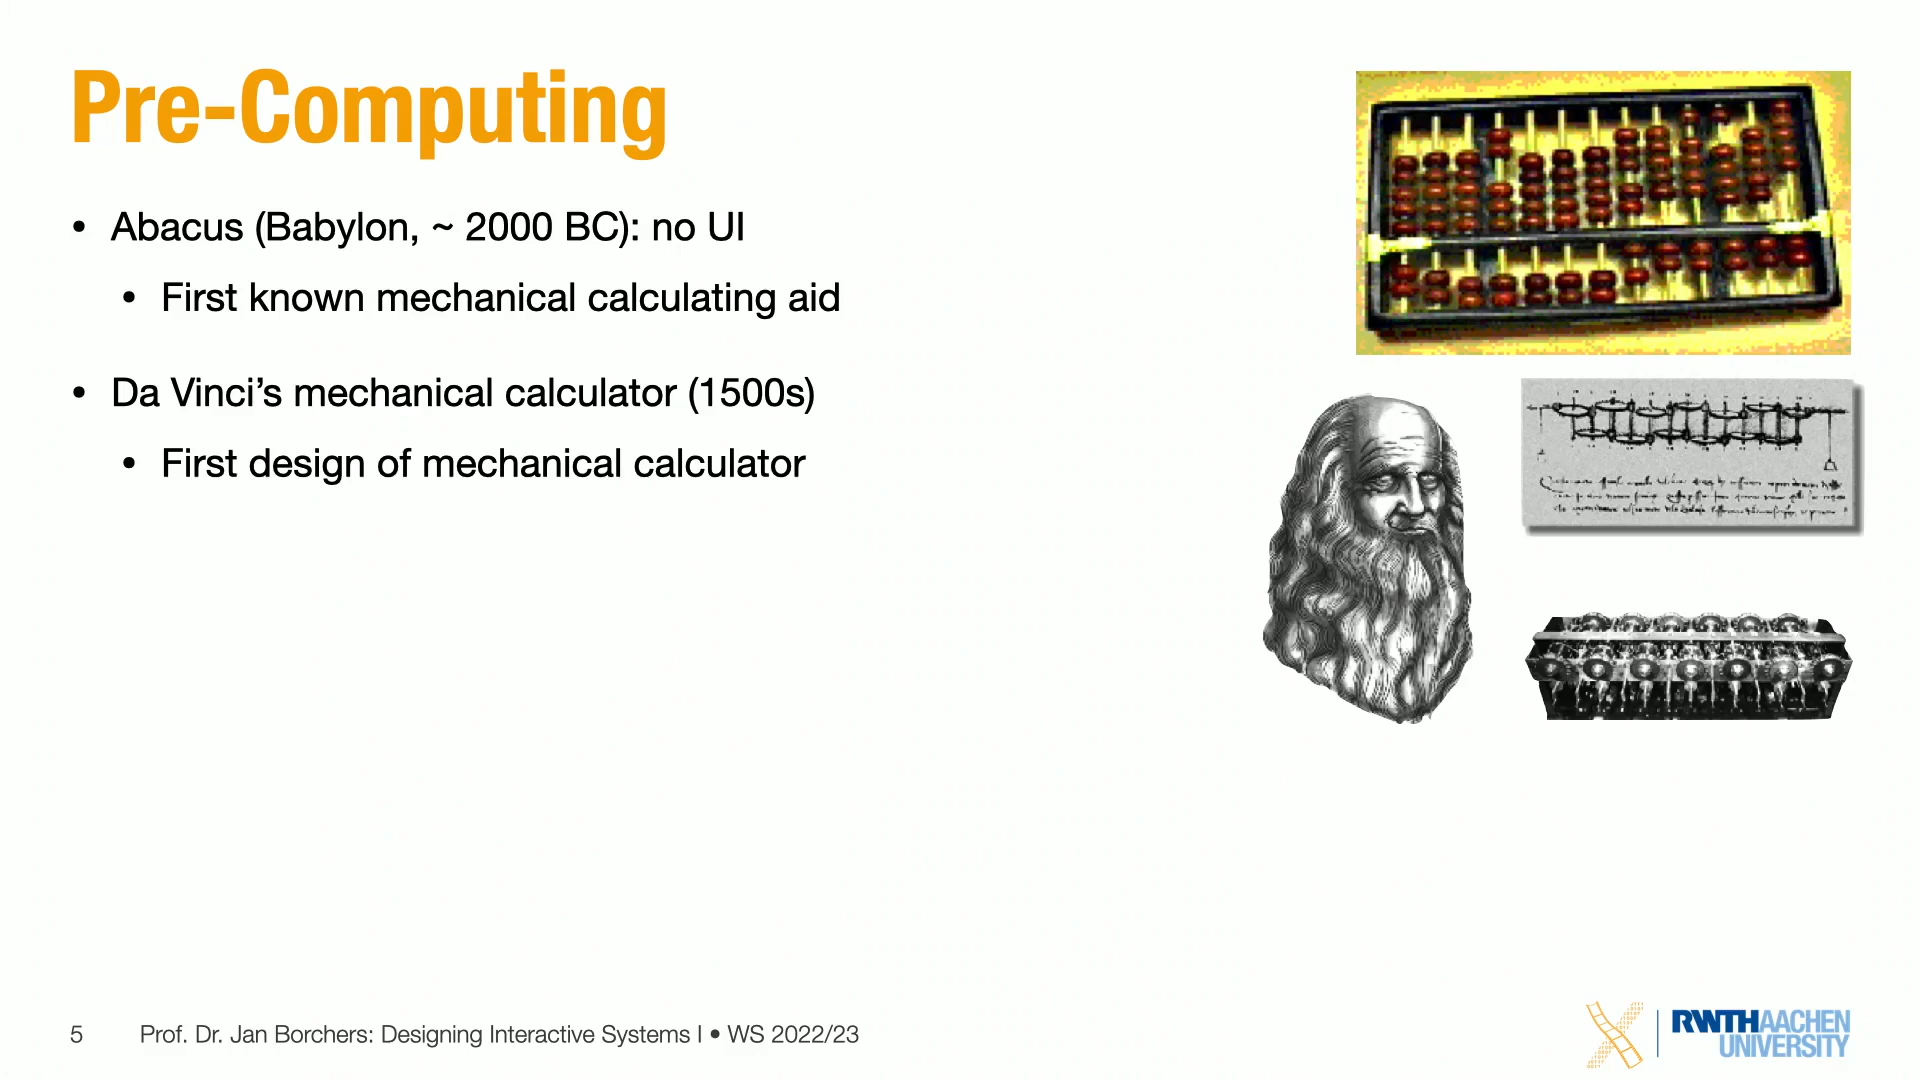 Pre-Computing
• Abacus (Babylon, ~ 2000 BC): no UI
• First known mechanical calculating aid
• Da Vinci’s mechanical calculator (1500s)
• First design of mechanical calculator
5 Prof. Dr. Jan Borchers: Designing Interactive Systems I • WS 2022/23
RWTHAACHEN
UNIVERSITY